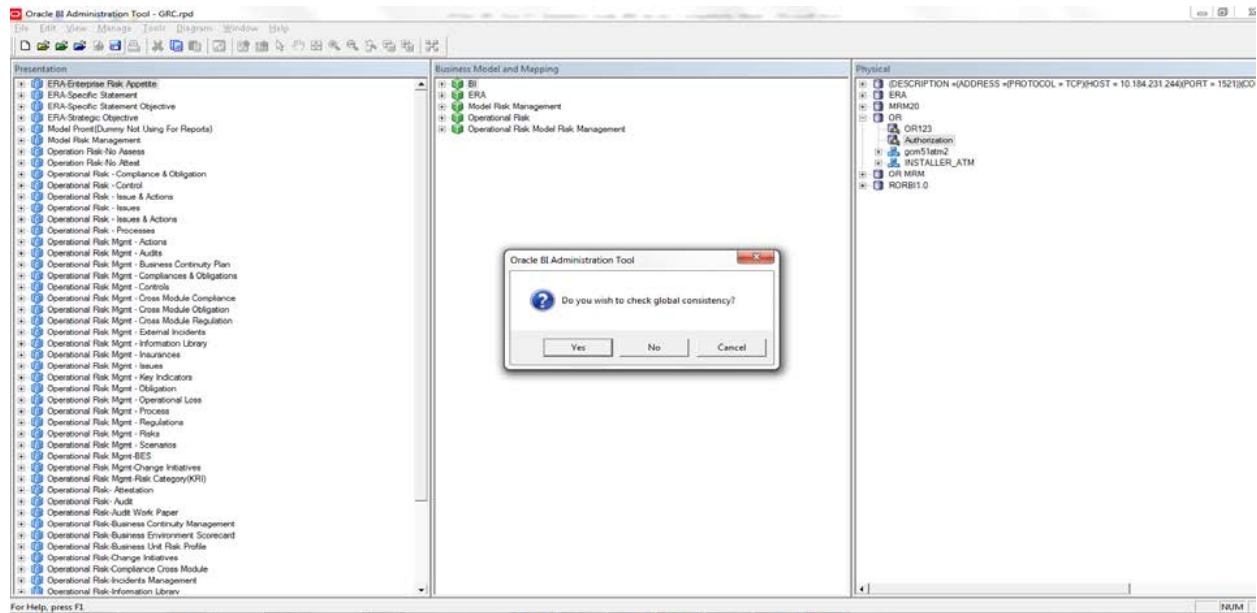 Oracle BI Administration Tool - GRC.rpd
File Edit View Manage Tools Diagram Window Help
Presentation
ERA-Enterprise Risk Appetite
ERA-Specific Statement
ERA-Specific Statement Objective
ERA-Strategic Objective
Model Promt(Dummy Not Using For Reports)
Model Risk Management
Operation Risk-No Assess
Operation Risk-No Attest
Operational Risk - Compliance & Obligation
Operational Risk - Control
Operational Risk - Issue & Actions
Operational Risk - Issues
Operational Risk - Issues & Actions
Operational Risk - Processes
Operational Risk Mgmt - Actions
Operational Risk Mgmt - Audits
Operational Risk Mgmt - Business Continuity Plan
Operational Risk Mgmt - Compliances & Obligations
Operational Risk Mgmt - Controls
Operational Risk Mgmt - Cross Module Compliance
Operational Risk Mgmt - Cross Module Obligation
Operational Risk Mgmt - Cross Module Regulation
Operational Risk Mgmt - External Incidents
Operational Risk Mgmt - Information Library
Operational Risk Mgmt - Insurances
Operational Risk Mgmt - Issues
Operational Risk Mgmt - Key Indicators
Operational Risk Mgmt - Obligation
Operational Risk Mgmt - Operational Loss
Operational Risk Mgmt - Process
Operational Risk Mgmt - Regulations
Operational Risk Mgmt - Risks
Operational Risk Mgmt - Scenarios
Operational Risk Mgmt-BES
Operational Risk Mgmt-Change Initiatives
Operational Risk Mgmt-Risk Category(KRI)
Operational Risk- Attestation
Operational Risk- Audit
Operational Risk-Audit Work Paper
Operational Risk-Business Continuity Management
Operational Risk-Business Environment Scorecard
Operational Risk-Business Unit Risk Profile
Operational Risk-Change Initiatives
Operational Risk-Compliance Cross Module
Operational Risk-Incidents Management
Operational Risk-Information Library
Business Model and Mapping
BI
ERA
Model Risk Management
Operational Risk
Operational Risk Model Risk Management
Physical
(DESCRIPTION =(ADDRESS =(PROTOCOL = TCP)(HOST = 10.184.231.244)(PORT = 1521))(CO
ERA
MRM20
OR
OR123
Authorization
gom51atm2
INSTALLER_ATM
OR MRM
RORBI1.0
Oracle BI Administration Tool
Do you wish to check global consistency?
Yes No Cancel
For Help, press F1
NUM